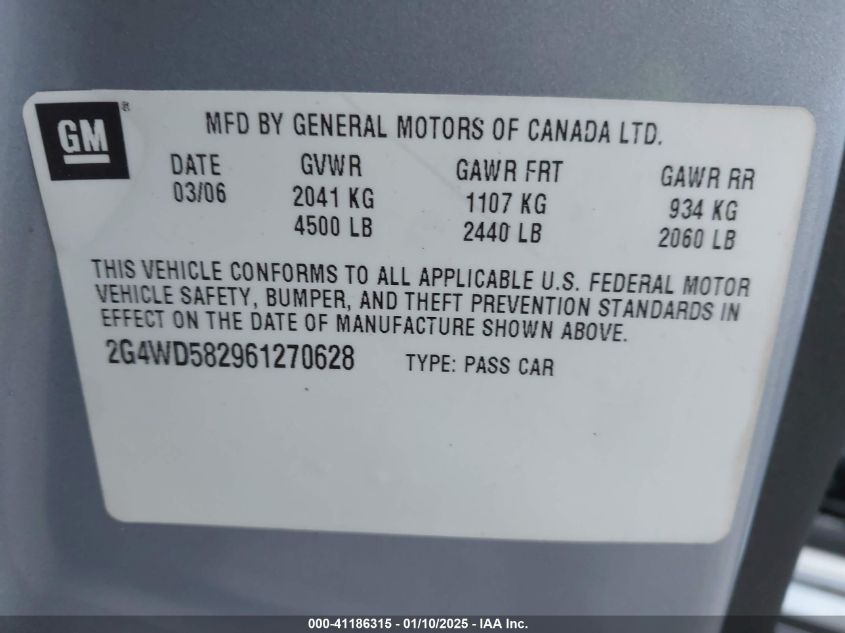 GM®
MFD BY GENERAL MOTORS OF CANADA LTD.
DATE GVWR GAWR FRT GAWR RR
03/06 2041 KG 1107 KG 934 KG
4500 LB 2440 LB 2060 LB
THIS VEHICLE CONFORMS TO ALL APPLICABLE U.S. FEDERAL MOTOR
VEHICLE SAFETY, BUMPER, AND THEFT PREVENTION STANDARDS IN
EFFECT ON THE DATE OF MANUFACTURE SHOWN ABOVE.
2G4WD582961270628 TYPE: PASS CAR
000-41186315 - 01/10/2025 - IAA Inc.